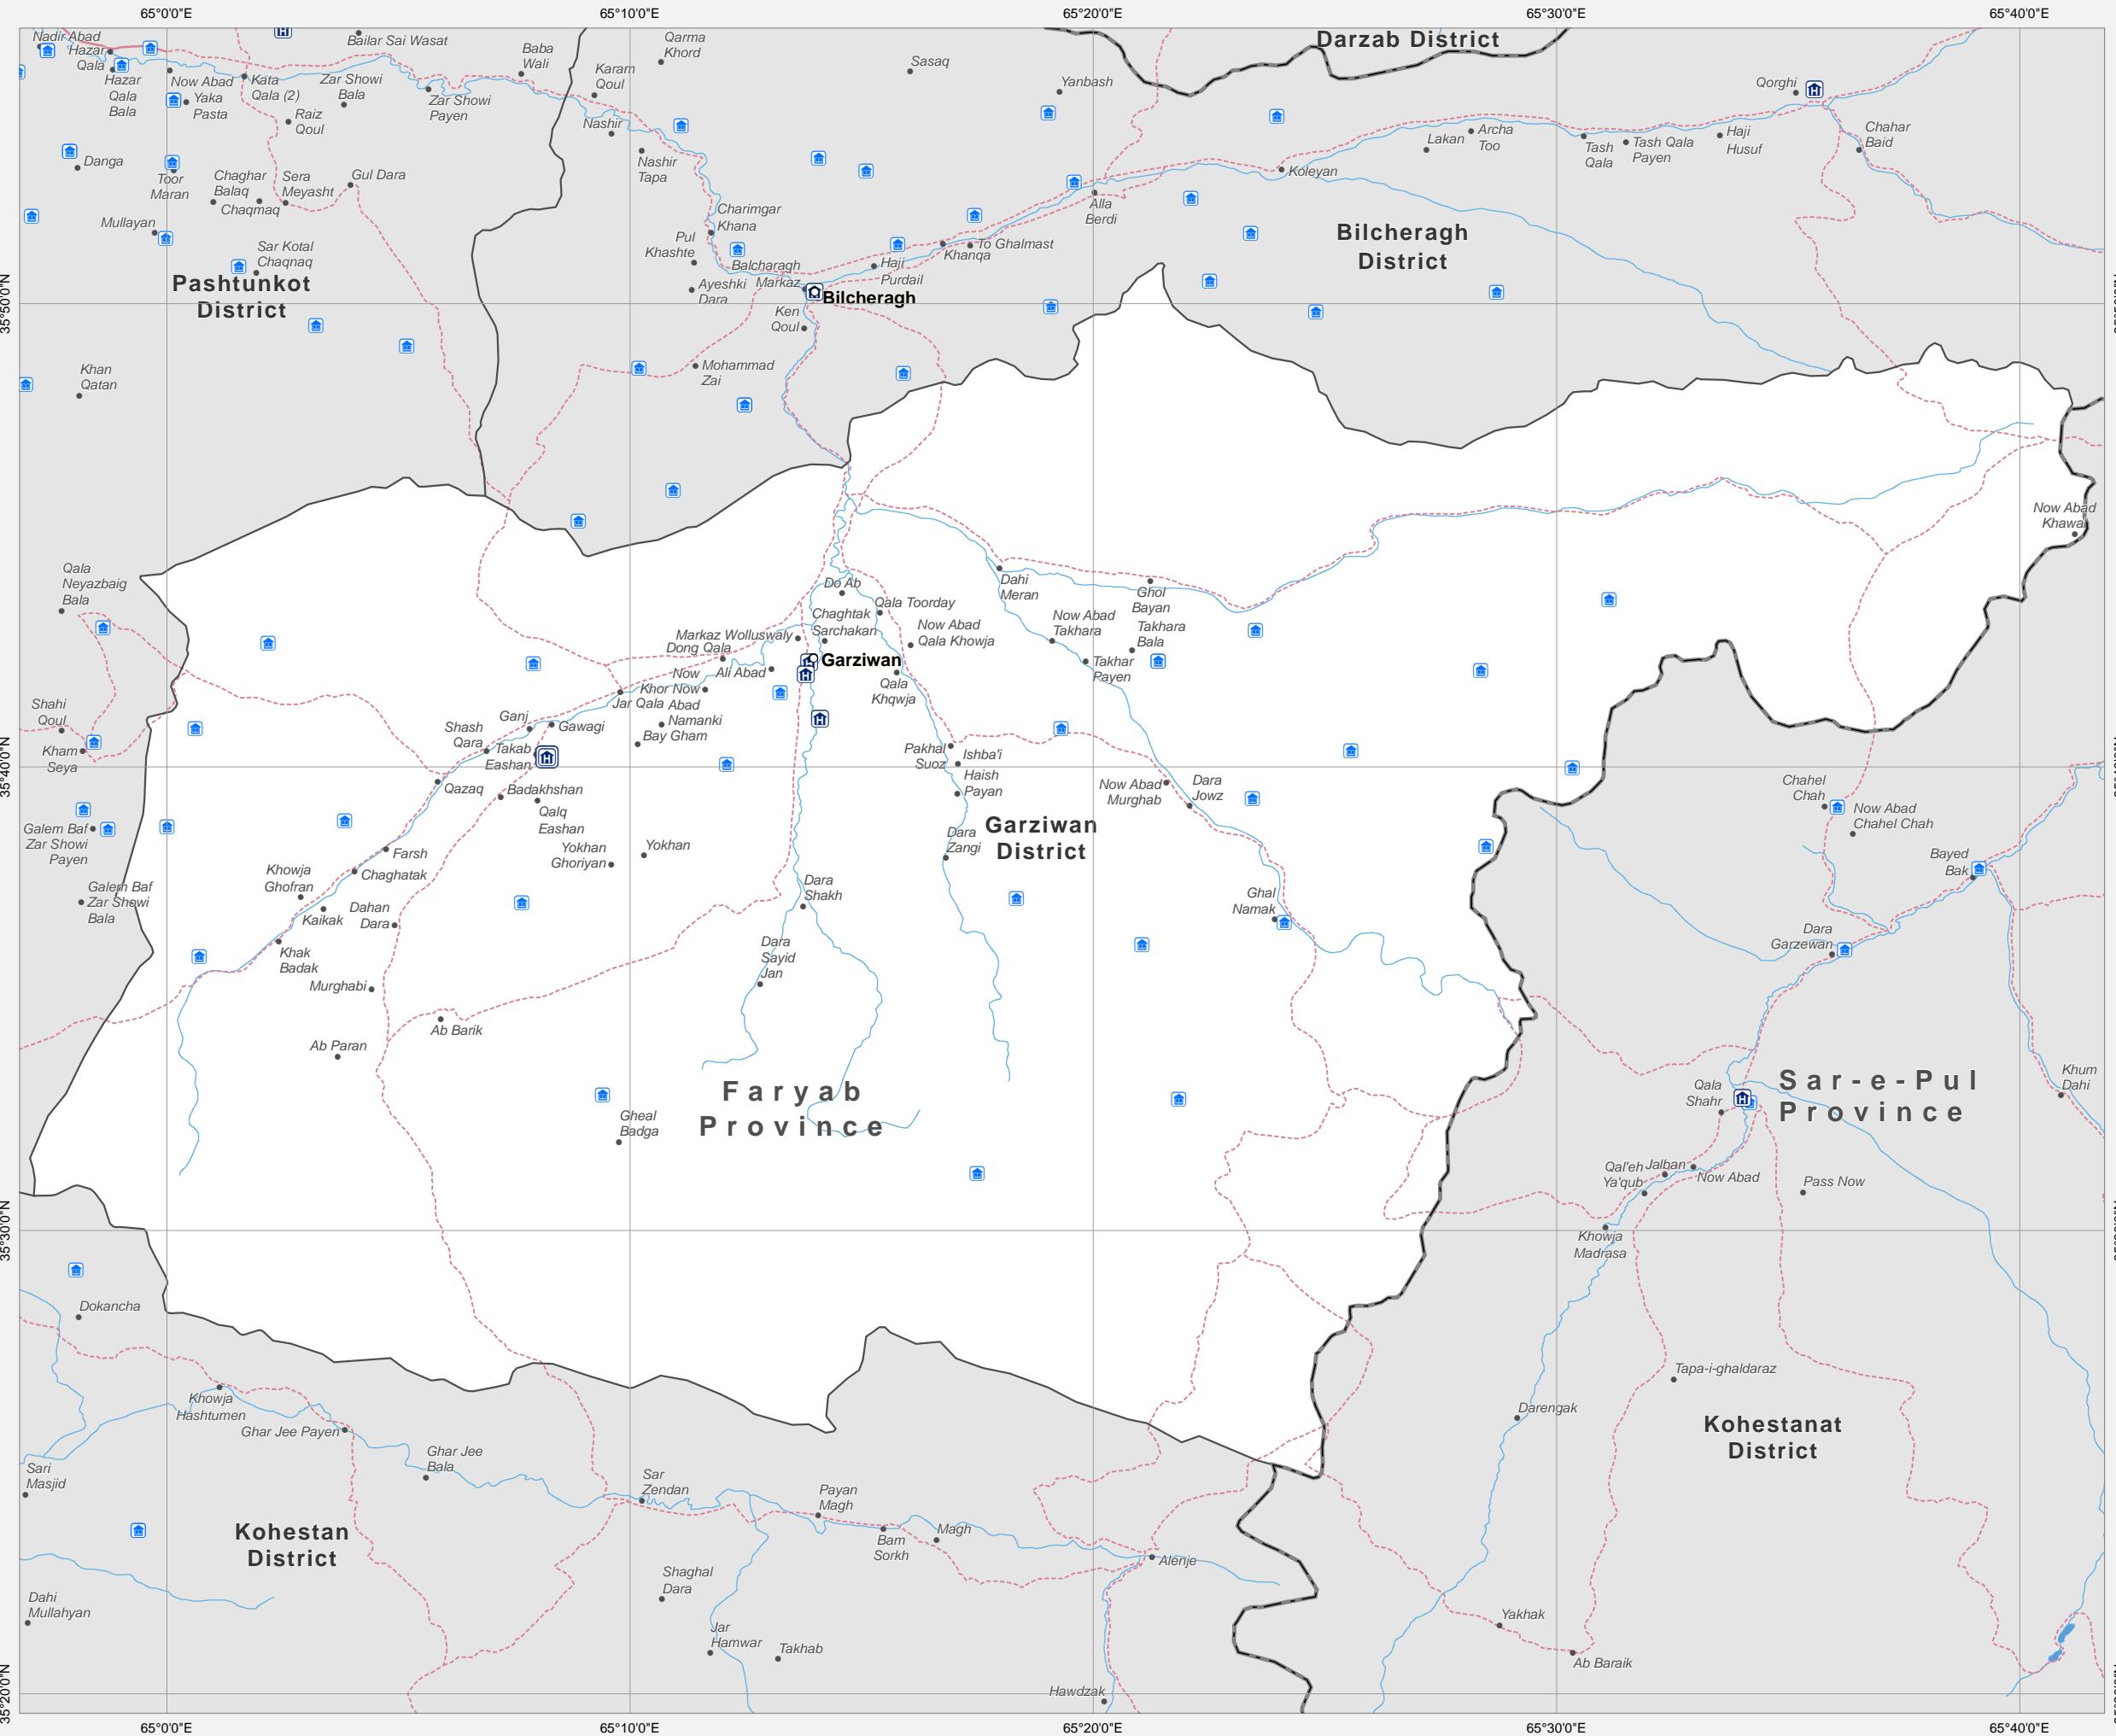 65°0'0"E
65°10'0"E
65°20'0"E
65°30'0"E
65°40'0"E
Nadir Abad
Hazar
Qala
Hazar
Qala
Bala
Now Abad
Yaka
Pasta
Kata
Qala (2)
Raiz
Qoul
Bailar Sai Wasat
Zar Showi
Bala
Zar Showi
Payen
Baba
Wali
Karam
Qoul
Qarma
Khord
Nashir
Nashir
Tapa
Sasaq
Yanbash
Darzab District
Qorghi
Lakan
Archa
Too
Tash
Qala
Tash Qala
Payen
Haji
Husuf
Chahar
Baid
Koleyan
Alla
Berdi
Danga
Toor
Maran
Chaghar
Balaq
Chaqmaq
Sera
Meyasht
Gul Dara
Mullayan
Sar Kotal
Chaqnaq
Pashtunkot
District
Charimgar
Khana
Pul
Khashte
Balcharagh
Markaz
Ayeshki
Dara
Haji
Purdail
Khanqa
To Ghalmast
Bilcheragh
Bilcheragh
District
Ken
Qoul
Mohammad
Zai
Khan
Qatan
35°50'0"N
Now Abad
Khawal
Qala
Neyazbaig
Bala
Do Ab
Qala Toorday
Chaghtak
Sarchakan
Now Abad
Qala Khowja
Markaz Wolluswaly
Dong Qala
Garziwan
Ali Abad
Now
Khor Now
Jar Qala
Abad
Namanki
Bay Gham
Qala
Khqwja
Dahi
Meran
Ghol
Bayan
Now Abad
Takhara
Takhara
Bala
Takhar
Payen
Shahi
Qoul
Kham
Seya
Shash
Qara
Ganj
Gawagi
Takab
Eashan
Qazaq
Badakhshan
Qalq
Eashan
Yokhan
Ghoriyan
Yokhan
Pakhal
Suoz
Ishba'i
Haish
Payan
Now Abad
Murghab
Dara
Jowz
Garziwan
District
Dara
Zangi
35°40'0"N
Chahel
Chah
Now Abad
Chahel Chah
Bayed
Bak
Dara
Garzewan
Galem Baf
Zar Showi
Payen
Galem Baf
Zar Showi
Bala
Farsh
Chaghatak
Khowja
Ghofran
Kaikak
Dahan
Dara
Khak
Badak
Murghabi
Dara
Shakh
Dara
Sayid
Jan
Ghal
Namak
Ab Barik
Ab Paran
Gheal
Badga
Faryab
Province
Sar-e-Pul
Province
Qala
Shahr
Khum
Dahi
Qal'eh
Ya'qub
Jalban
Now Abad
Pass Now
Khowja
Madrasa
35°30'0"N
Dokancha
Khowja
Hashtumen
Ghar Jee Payen
Ghar Jee
Bala
Sari
Masjid
Kohestan
District
Sar
Zendan
Payan
Magh
Bam
Sorkh
Magh
Alenje
Shaghal
Dara
Jar
Hamwar
Takhab
Hawdzak
Dahi
Mullahyan
Tapa-i-ghaldaraz
Darengak
Kohestanat
District
Yakhak
Ab Baraik
35°20'0"N
65°0'0"E
65°10'0"E
65°20'0"E
65°30'0"E
65°40'0"E